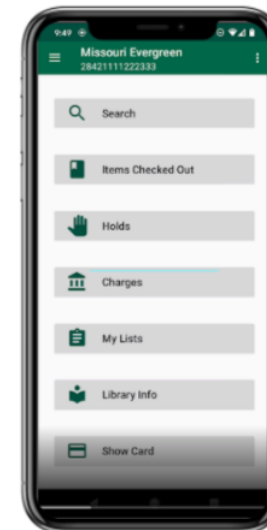 9:49
Missouri Evergreen
28421111222333
Search
Items Checked Out
Holds
Charges
My Lists
Library Info
Show Card